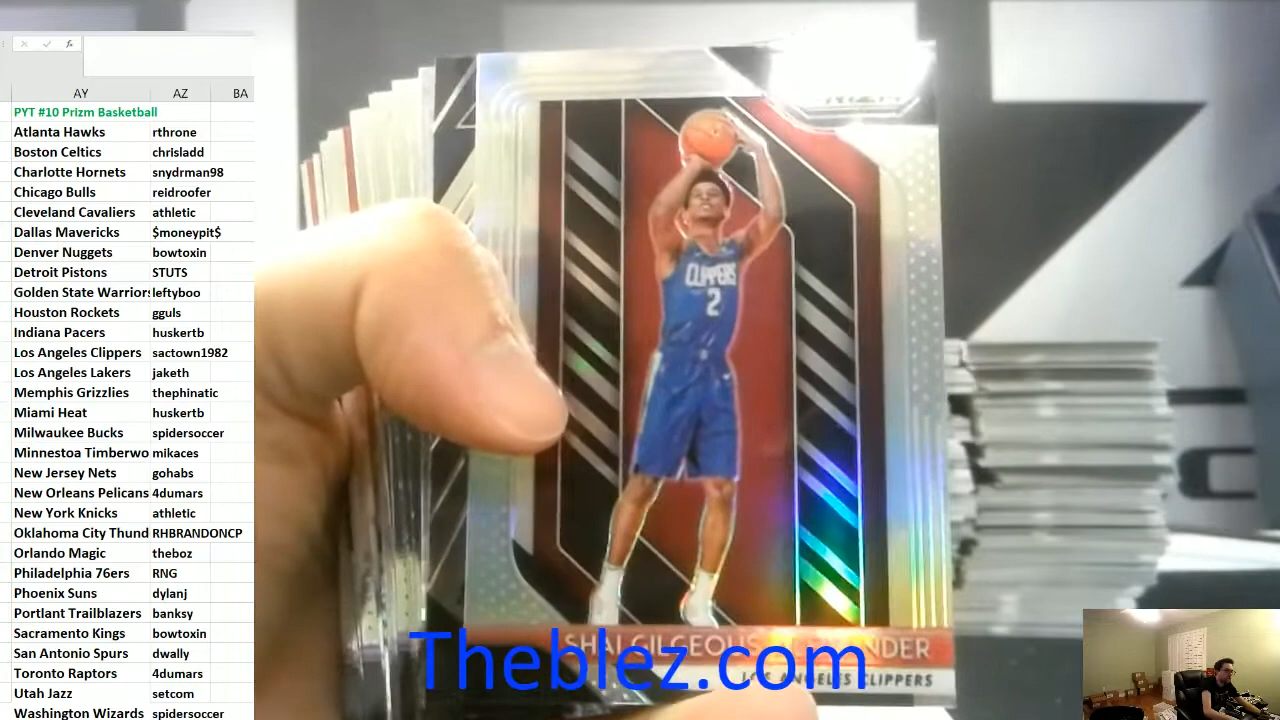 AY AZ BA
PYT #10 Prizm Basketball
Atlanta Hawks rthrone
Boston Celtics chrisladd
Charlotte Hornets snydrman98
Chicago Bulls reidroofer
Cleveland Cavaliers athletic
Dallas Mavericks $moneypit$
Denver Nuggets bowtoxin
Detroit Pistons STUTS
Golden State Warriors leftyboo
Houston Rockets gguls
Indiana Pacers huskertb
Los Angeles Clippers sactown1982
Los Angeles Lakers jaketh
Memphis Grizzlies thephinatic
Miami Heat huskertb
Milwaukee Bucks spidersoccer
Minnestoa Timberwo mikaces
New Jersey Nets gohabs
New Orleans Pelicans 4dumars
New York Knicks athletic
Oklahoma City Thund RHBRANDONCP
Orlando Magic theboz
Philadelphia 76ers RNG
Phoenix Suns dylanj
Portlant Trailblazers banksy
Sacramento Kings bowtoxin
San Antonio Spurs dwally
Toronto Raptors 4dumars
Utah Jazz setcom
Washington Wizards spidersoccer
CLIPPERS
2
SHAI GILGEOUS
LOS ANGELES CLIPPERS
Theblez.com